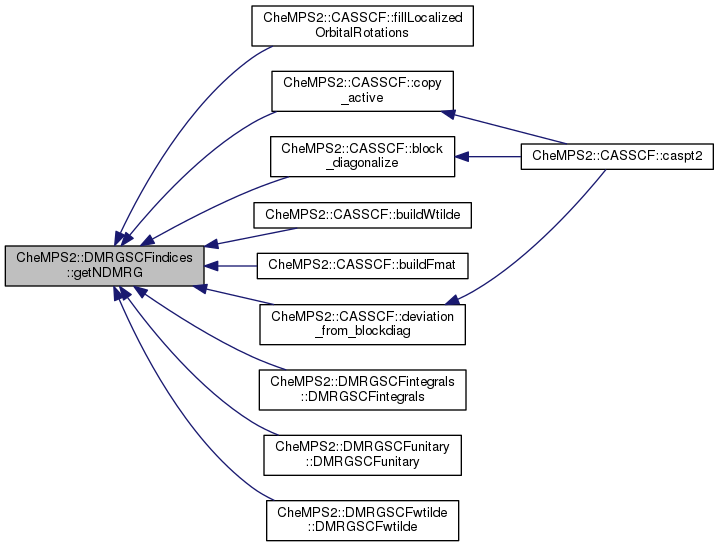 CheMPS2::CASSCF::fillLocalized
OrbitalRotations
CheMPS2::CASSCF::copy
_active
CheMPS2::CASSCF::block
_diagonalize
CheMPS2::CASSCF::caspt2
CheMPS2::CASSCF::buildWtilde
CheMPS2::DMRGSCFindices
::getNDMRG
CheMPS2::CASSCF::buildFmat
CheMPS2::CASSCF::deviation
_from_blockdiag
CheMPS2::DMRGSCFintegrals
::DMRGSCFintegrals
CheMPS2::DMRGSCFunitary
::DMRGSCFunitary
CheMPS2::DMRGSCFwtilde
::DMRGSCFwtilde